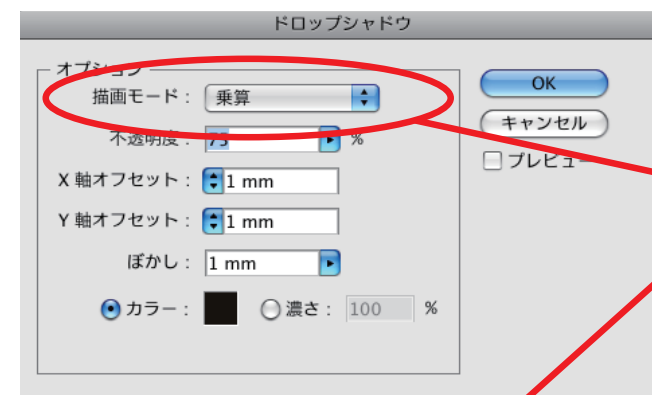 ドロップシャドウ
オプション
描画モード： 乗算
不透明度： 75 %
X 軸オフセット： 1 mm
Y 軸オフセット： 1 mm
ぼかし： 1 mm
カラー： 濃さ： 100 %
OK
キャンセル
プレビュー